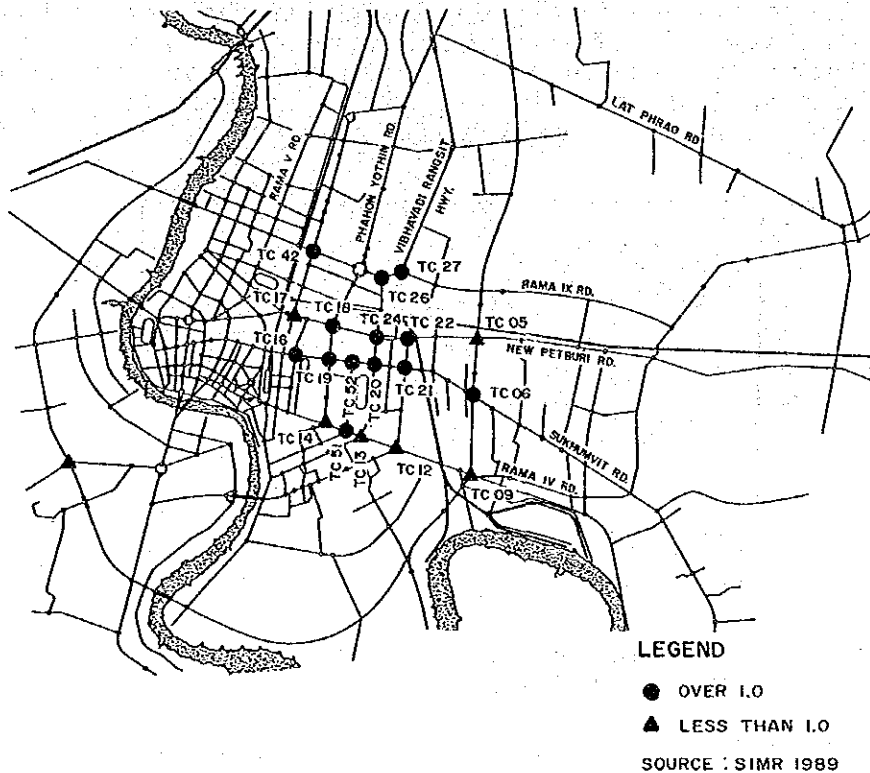 LAT PHRAO RD
RAMA V RD.
PHAHON YOTHIN RD.
VIBHAVADI RANGSIT
HWY.
TC 42
TC 27
TC 26
RAMA IX RD.
TC 17
TC 18
TC 24
TC 22
TC 05
NEW PETBURI RD.
TC 16
TC 19
TC 52
TC 20
TC 21
TC 06
SUKHUMVIT RD.
TC 14
TC 51
TC 13
TC 12
RAMA IV RD.
TC 09
LEGEND
OVER 1.0
LESS THAN 1.0
SOURCE : SIMR 1989